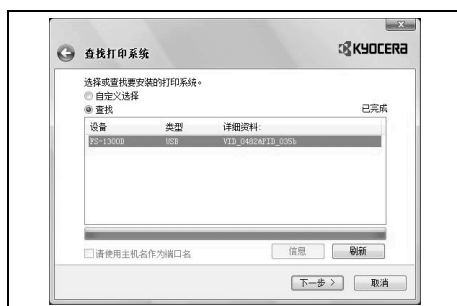 查找打印系统
KYOCERA
选择或查找要安装的打印系统。
自定义选择
查找
已完成
设备 类型 详细资料:
FS-1300D USB VID_0482&PID_035b
请使用主机名作为端口名
信息 刷新
下一步 > 取消